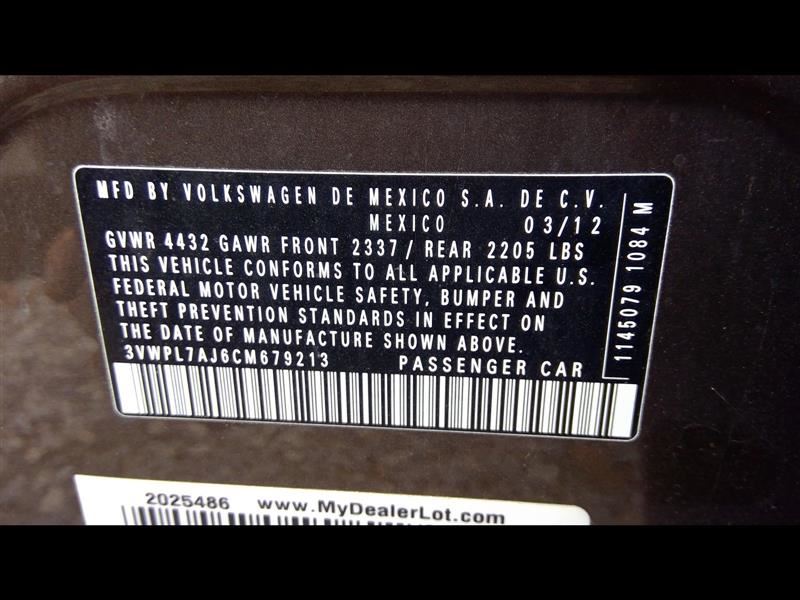 MFD BY VOLKSWAGEN DE MEXICO S.A. DE C.V.
MEXICO 03/12
GVWR 4432 GAWR FRONT 2337/ REAR 2205 LBS
THIS VEHICLE CONFORMS TO ALL APPLICABLE U.S.
FEDERAL MOTOR VEHICLE SAFETY, BUMPER AND
THEFT PREVENTION STANDARDS IN EFFECT ON
THE DATE OF MANUFACTURE SHOWN ABOVE.
3VWPL7AJ6CM679213 PASSENGER CAR
1145079 1084 M
2025486 www.MyDealerLot.com